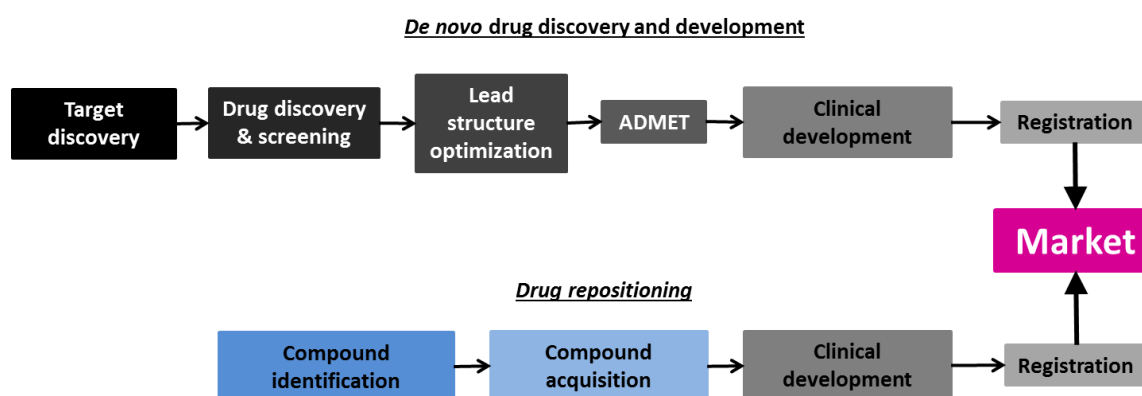 De novo drug discovery and development
Target
discovery
Drug discovery
& screening
Lead
structure
optimization
ADMET
Clinical
development
Registration
Market
Drug repositioning
Compound
identification
Compound
acquisition
Clinical
development
Registration